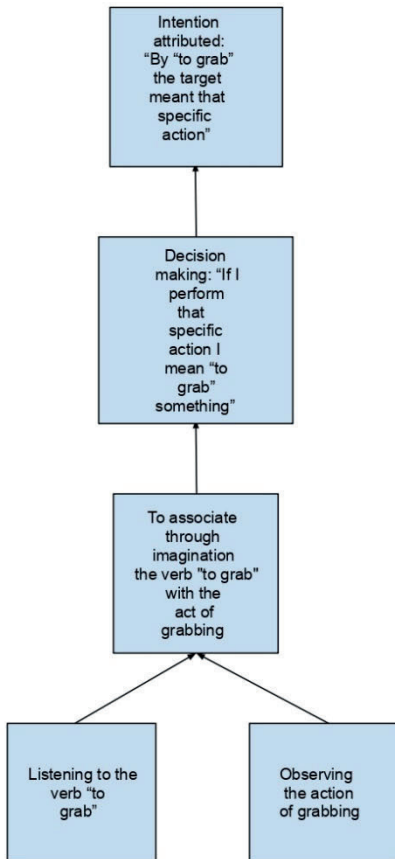 Intention
attributed:
“By “to grab”
the target
meant that
specific
action”
Decision
making: “If I
perform
that
specific
action I
mean “to
grab”
something”
To associate
through
imagination
the verb "to grab"
with the
act of
grabbing
Listening to the
verb “to
grab”
Observing
the action
of grabbing